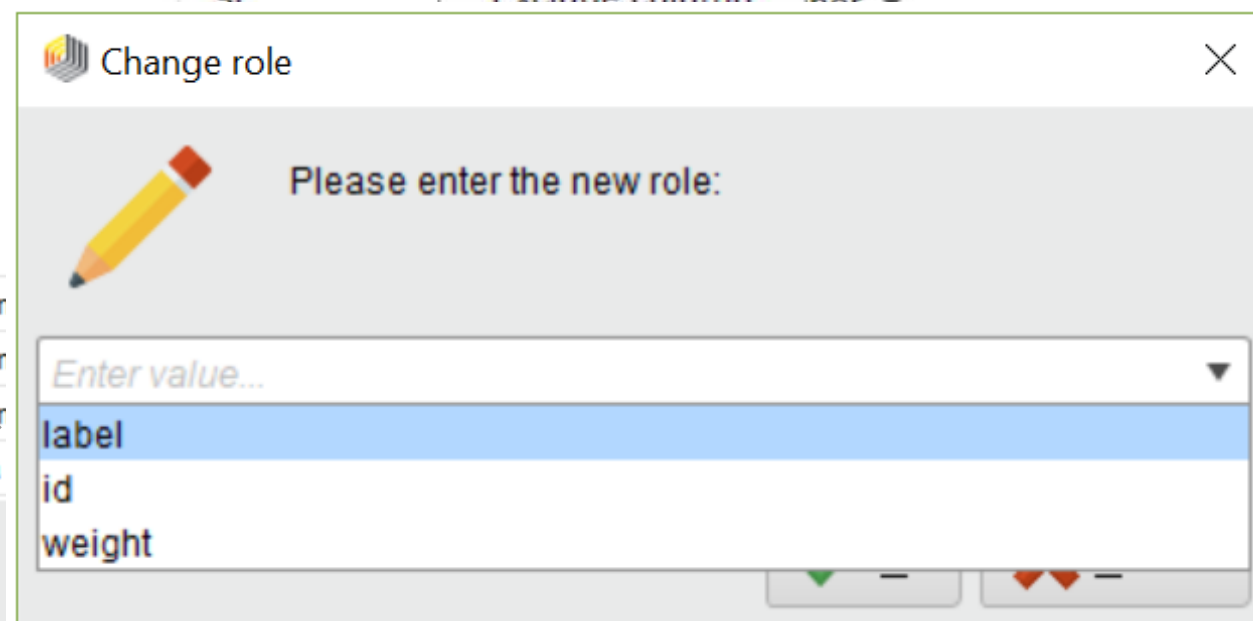 Change role
Please enter the new role:
Enter value...
label
id
weight